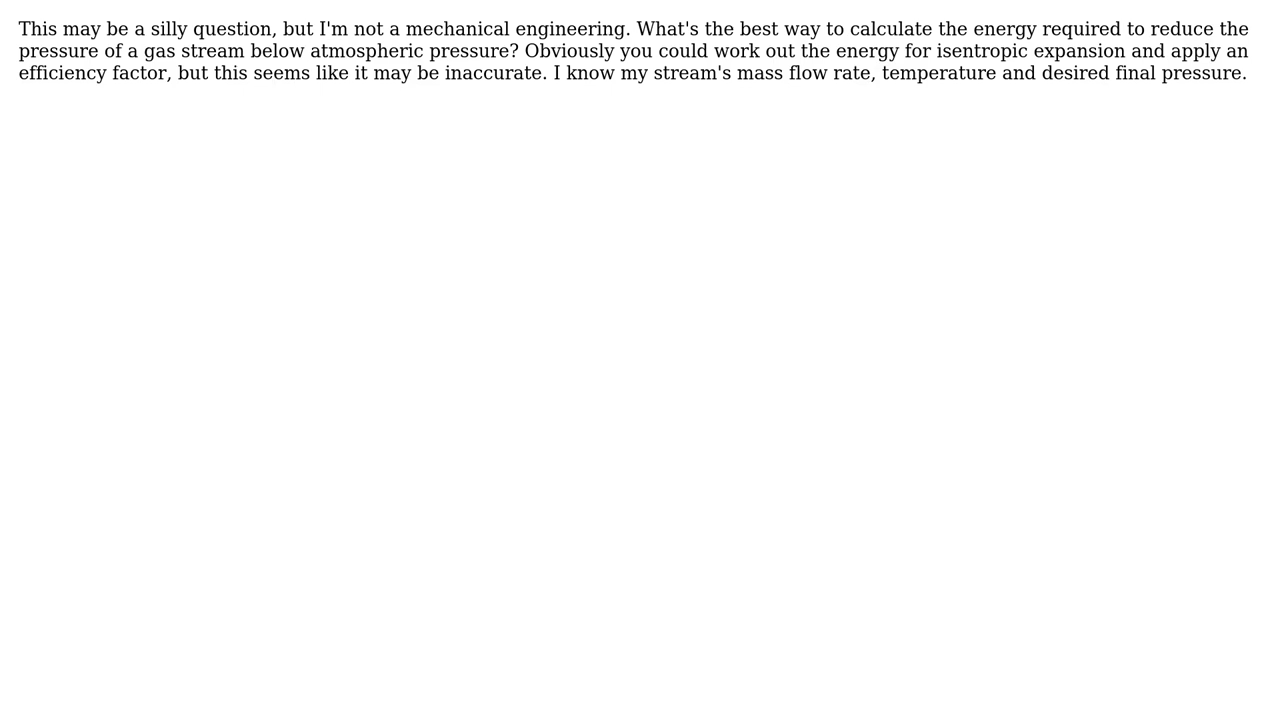 This may be a silly question, but I'm not a mechanical engineering. What's the best way to calculate the energy required to reduce the
pressure of a gas stream below atmospheric pressure? Obviously you could work out the energy for isentropic expansion and apply an
efficiency factor, but this seems like it may be inaccurate. I know my stream's mass flow rate, temperature and desired final pressure.